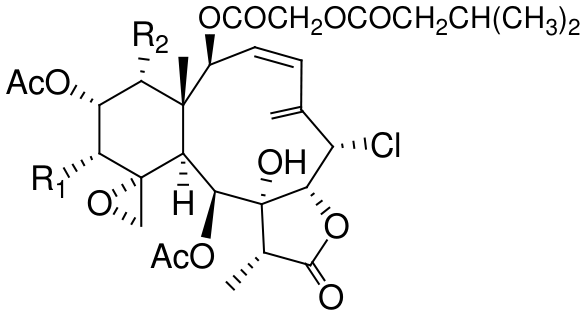 OCOCH2OCOCH2CH(CH3)2
R2
AcO
Cl
OH
R1
O
H
O
AcO
O